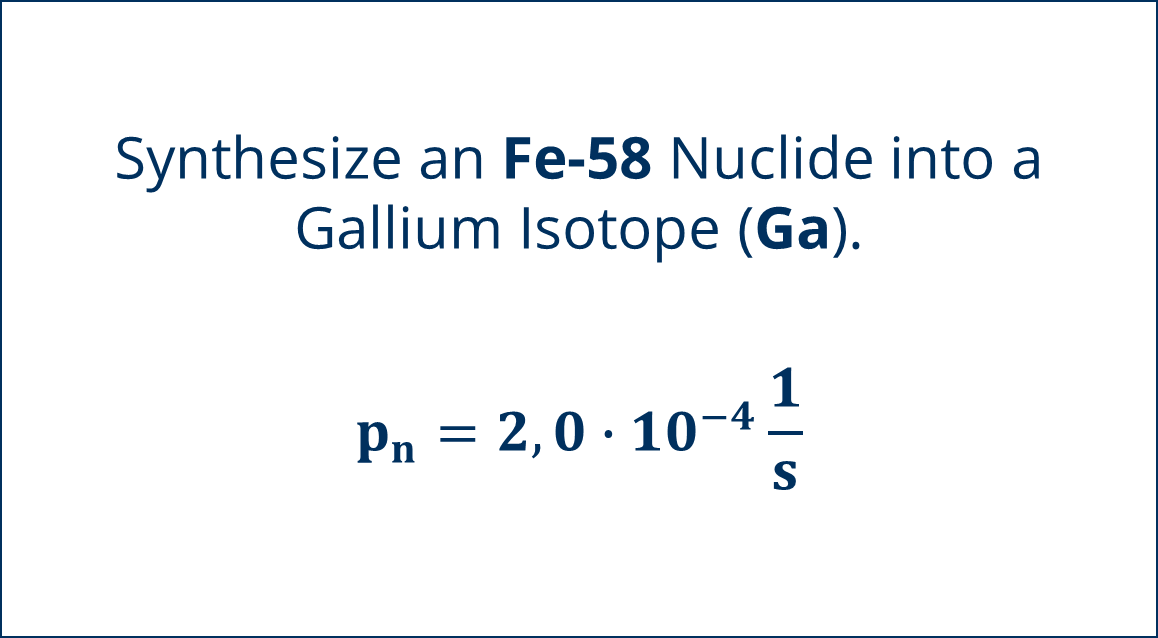 Synthesize an Fe-58 Nuclide into a
Gallium Isotope (Ga).
pₙ = 2,0 · 10⁻⁴ 1/s